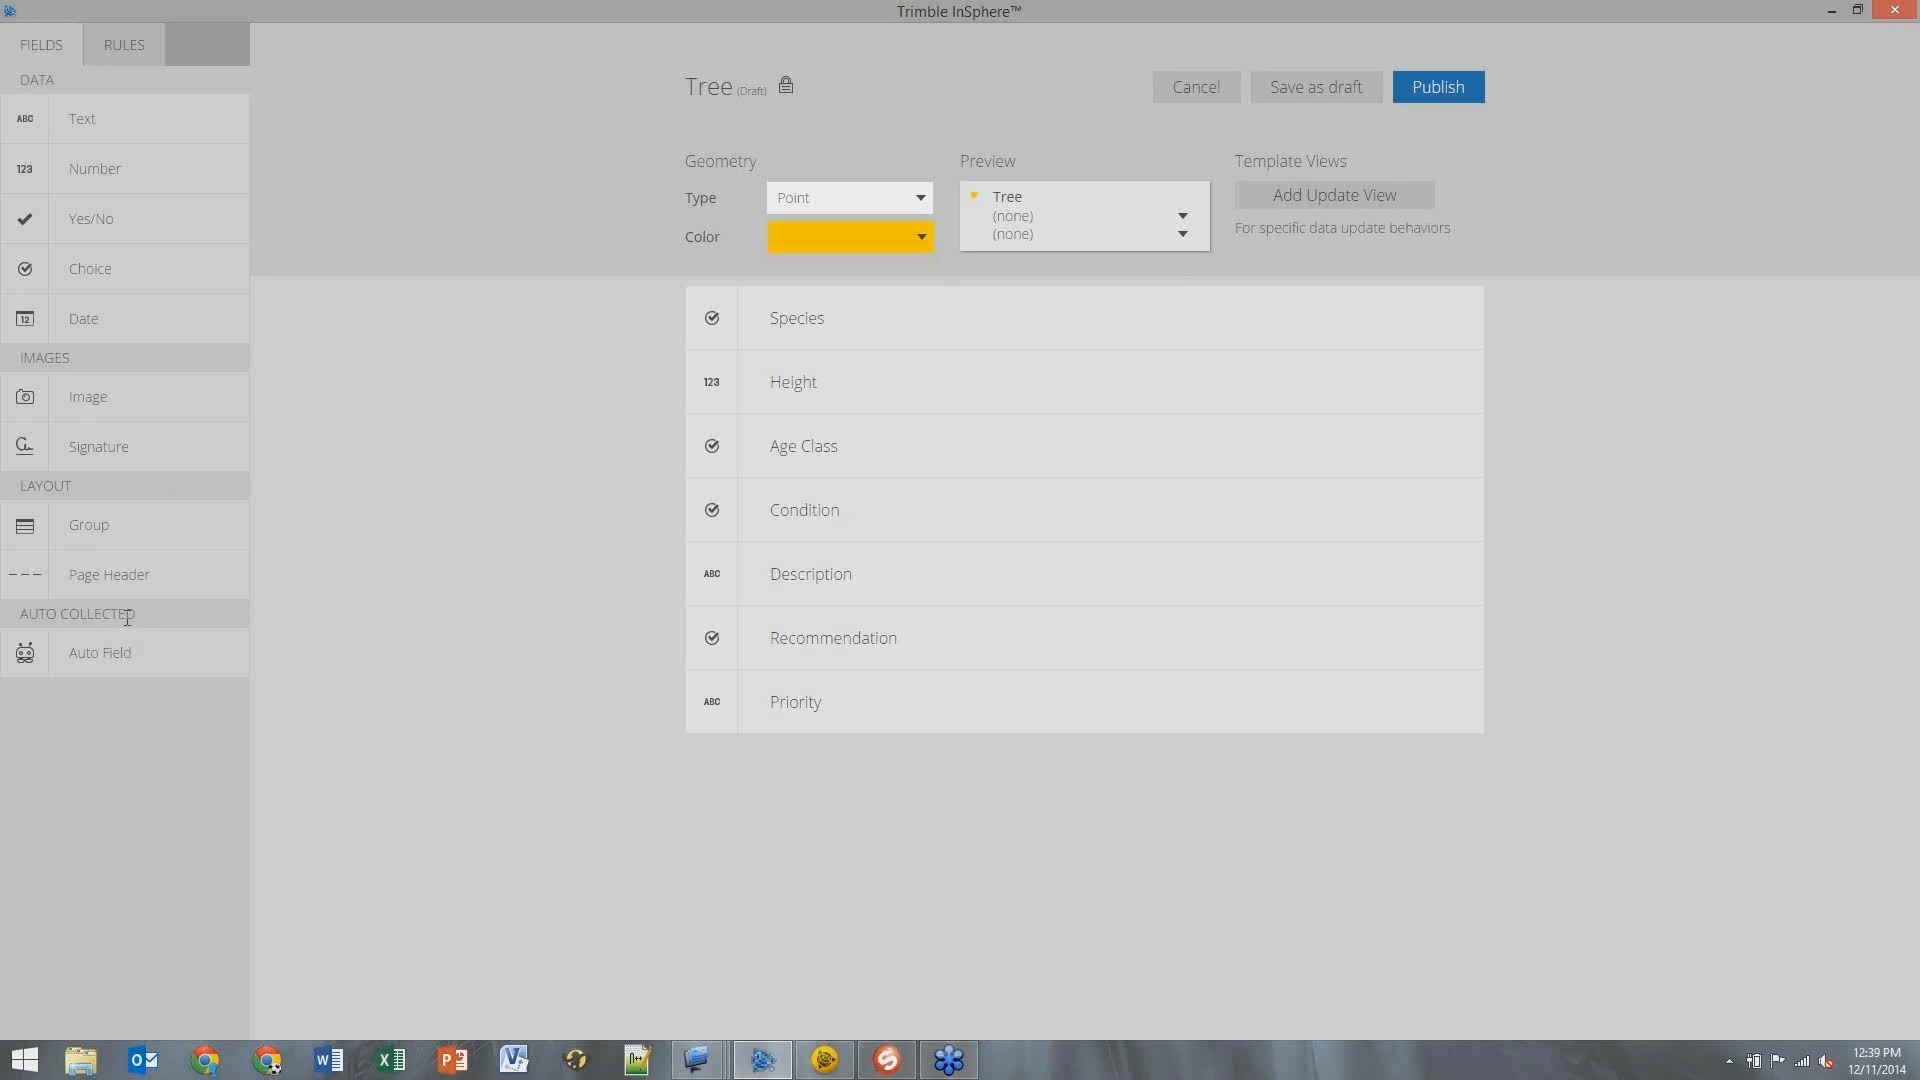 Trimble InSphere™
FIELDS
RULES
DATA
ABC Text
123 Number
Yes/No
Choice
12 Date
IMAGES
Image
Signature
LAYOUT
Group
Page Header
AUTO COLLECTED
Auto Field
Tree (Draft)
Cancel
Save as draft
Publish
Geometry
Type
Point
Color
Preview
Tree
(none)
(none)
Template Views
Add Update View
For specific data update behaviors
Species
123 Height
Age Class
Condition
ABC Description
Recommendation
ABC Priority
12:39 PM
12/11/2014